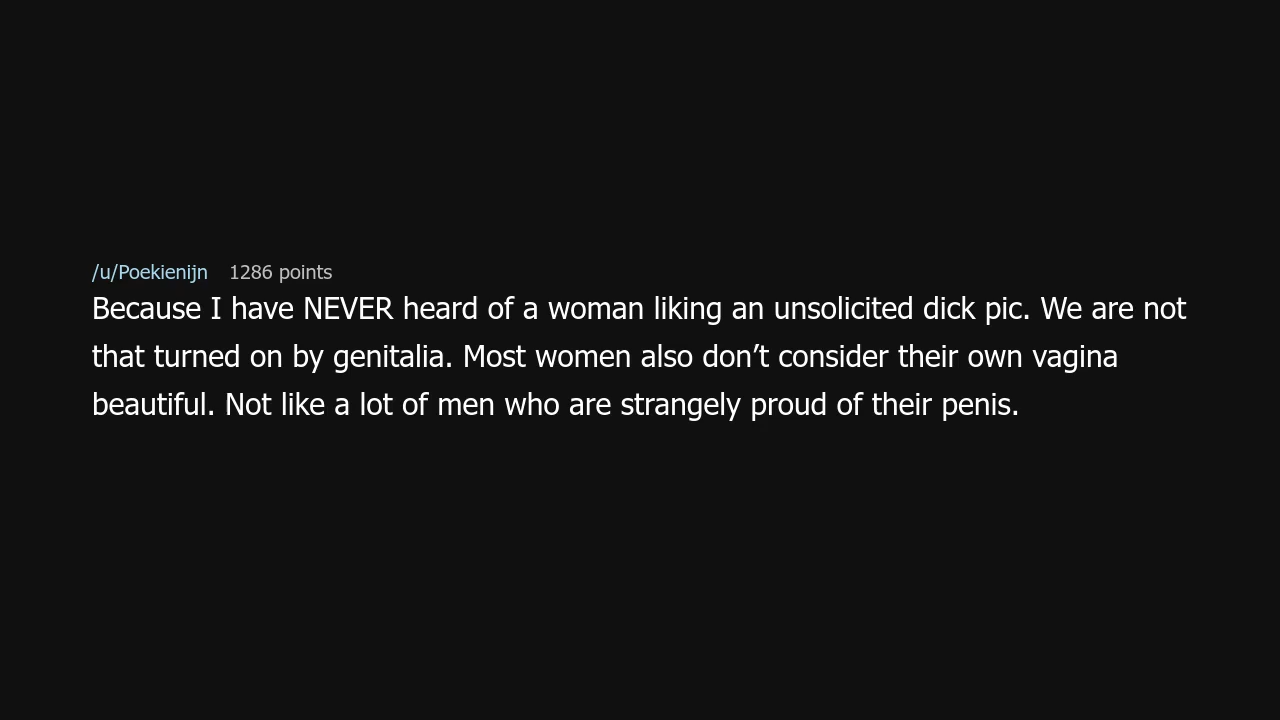 /u/Poekienijn 1286 points
Because I have NEVER heard of a woman liking an unsolicited dick pic. We are not
that turned on by genitalia. Most women also don’t consider their own vagina
beautiful. Not like a lot of men who are strangely proud of their penis.